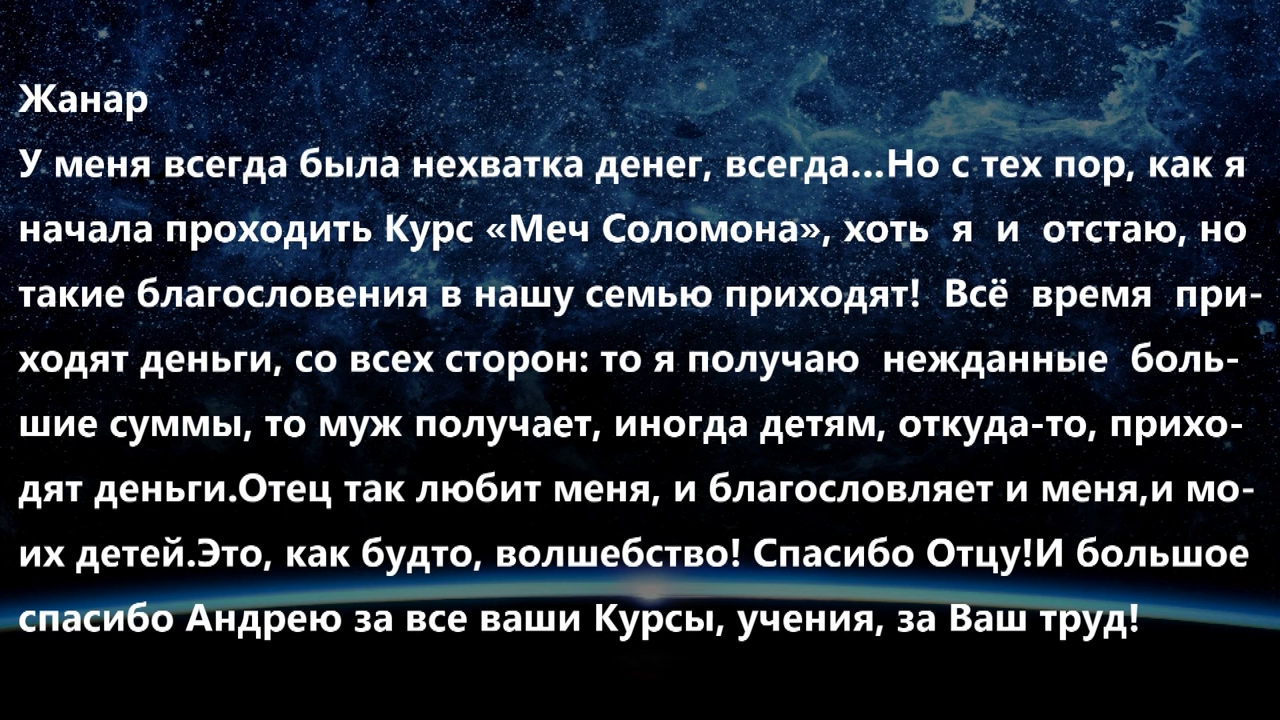 Жанар
У меня всегда была нехватка денег, всегда...Но с тех пор, как я
начала проходить Курс «Меч Соломона», хоть я и отстаю, но
такие благословения в нашу семью приходят! Всё время при-
ходят деньги, со всех сторон: то я получаю нежданные боль-
шие суммы, то муж получает, иногда детям, откуда-то, прихо-
дят деньги.Отец так любит меня, и благословляет и меня,и мо-
их детей.Это, как будто, волшебство! Спасибо Отцу!И большое
спасибо Андрею за все ваши Курсы, учения, за Ваш труд!